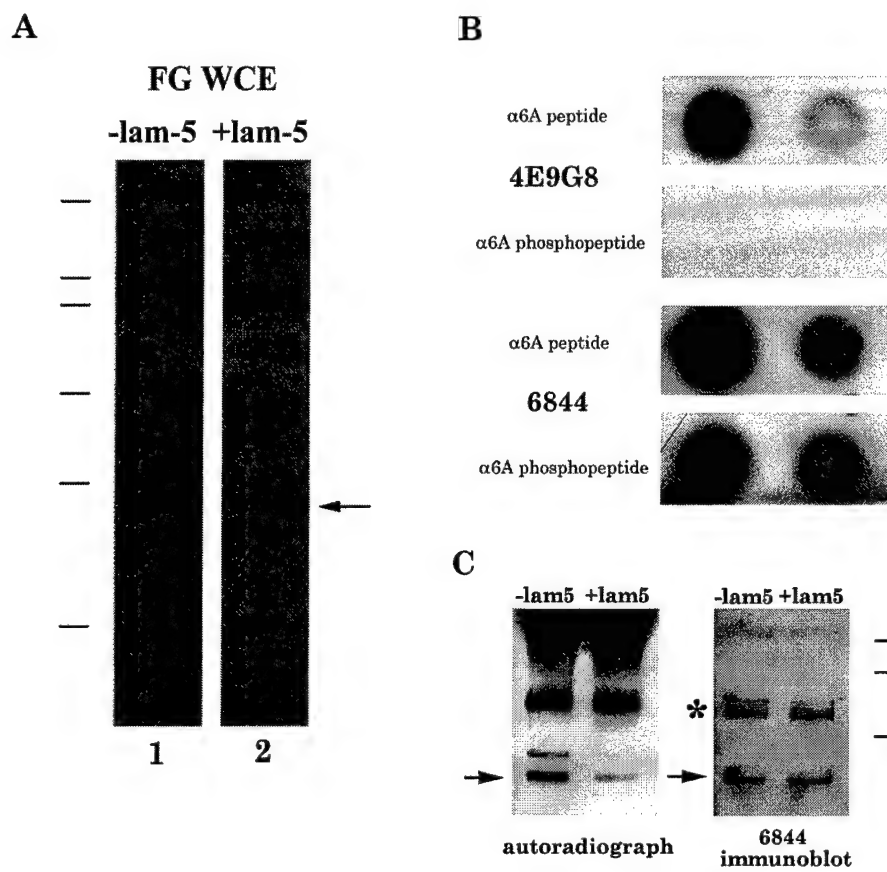 A
FG WCE
-lam-5 +lam-5
1 2
B
α6A peptide
4E9G8
α6A phosphopeptide
α6A peptide
6844
α6A phosphopeptide
C
-lam5 +lam5
-lam5 +lam5
*
autoradiograph
6844
immunoblot